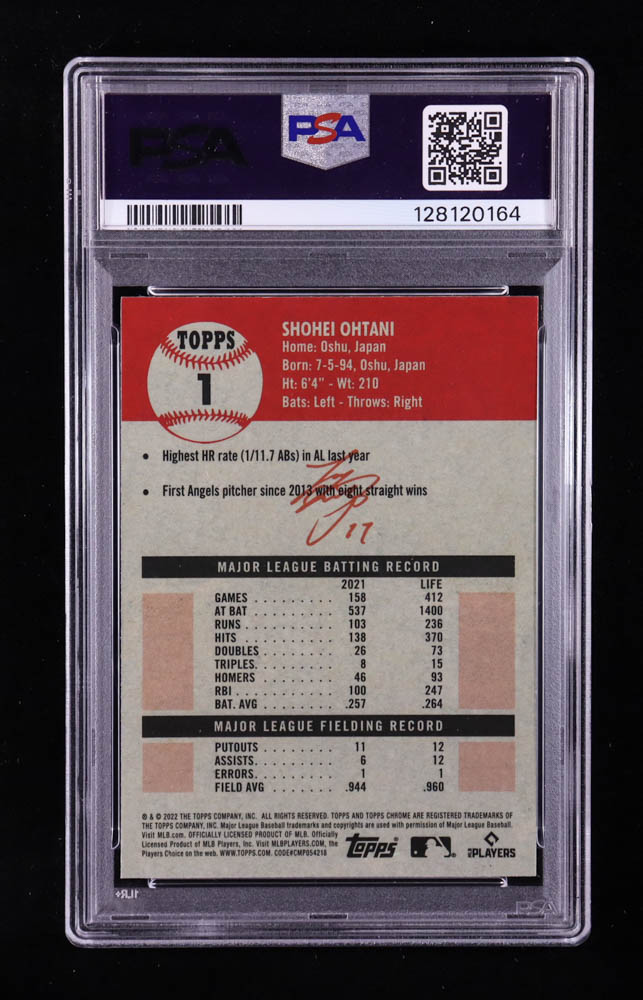 PSA
PSA
128120164
TOPPS
1
SHOHEI OHTANI
Home: Oshu, Japan
Born: 7-5-94, Oshu, Japan
Ht: 6'4" - Wt: 210
Bats: Left - Throws: Right
• Highest HR rate (1/11.7 ABs) in AL last year
• First Angels pitcher since 2013 with eight straight wins
17
MAJOR LEAGUE BATTING RECORD
2021 LIFE
GAMES . . . . . . . . . 158 412
AT BAT . . . . . . . . . 537 1400
RUNS . . . . . . . . . 103 236
HITS . . . . . . . . . 138 370
DOUBLES . . . . . . . . 26 73
TRIPLES. . . . . . . . . 8 15
HOMERS . . . . . . . . 46 93
RBI . . . . . . . . . . 100 247
BAT. AVG . . . . . . . .257 .264
MAJOR LEAGUE FIELDING RECORD
PUTOUTS . . . . . . . . 11 12
ASSISTS. . . . . . . . . 6 12
ERRORS. . . . . . . . . 1 1
FIELD AVG . . . . . . . .944 .960
® & © 2022 THE TOPPS COMPANY, INC. ALL RIGHTS RESERVED. TOPPS AND TOPPS CHROME ARE REGISTERED TRADEMARKS OF
THE TOPPS COMPANY, INC. Major League Baseball trademarks and copyrights are used with permission of Major League Baseball.
Visit MLB.com. OFFICIALLY LICENSED PRODUCT OF MLB. Officially
Licensed Product of MLB Players, Inc. Visit MLBPLAYERS.com, the
Players Choice on the web. WWW.TOPPS.COM. CODE#CMP054218
Topps
PLAYERS
PSA